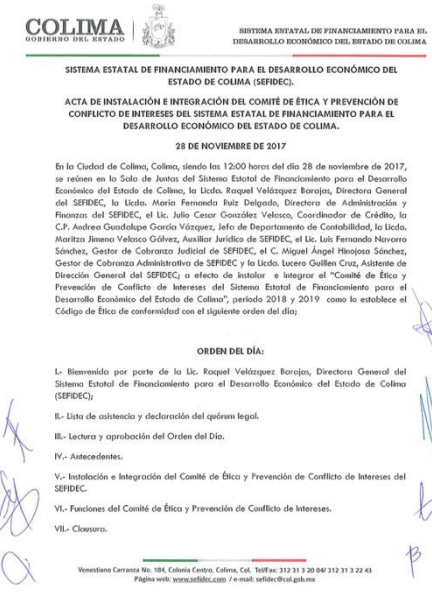 COLIMA
GOBIERNO DEL ESTADO
SISTEMA ESTATAL DE FINANCIAMIENTO PARA EL
DESARROLLO ECONÓMICO DEL ESTADO DE COLIMA
SISTEMA ESTATAL DE FINANCIAMIENTO PARA EL DESARROLLO ECONÓMICO DEL
ESTADO DE COLIMA (SEFIDEC).
ACTA DE INSTALACIÓN E INTEGRACIÓN DEL COMITÉ DE ÉTICA Y PREVENCIÓN DE
CONFLICTO DE INTERESES DEL SISTEMA ESTATAL DE FINANCIAMIENTO PARA EL
DESARROLLO ECONÓMICO DEL ESTADO DE COLIMA.
28 DE NOVIEMBRE DE 2017
En la Ciudad de Colima, Colima, siendo las 12:00 horas del día 28 de noviembre de 2017,
se reúnen en la Sala de Juntas del Sistema Estatal de Financiamiento para el Desarrollo
Económico del Estado de Colima, la Licda. Raquel Velázquez Barajas, Directora General
del SEFIDEC, la Licda. María Fernanda Ruiz Delgado, Directora de Administración y
Finanzas del SEFIDEC, el Lic. Julio Cesar González Velasco, Coordinador de Crédito, la
C.P. Andrea Guadalupe García Vázquez, Jefa de Departamento de Contabilidad, la Licda.
Maritza Jimena Velasco Gálvez, Auxiliar Jurídico de SEFIDEC, el Lic. Luis Fernando Navarro
Sánchez, Gestor de Cobranza Judicial de SEFIDEC, el C. Miguel Ángel Hinojosa Sánchez,
Gestor de Cobranza Administrativa de SEFIDEC y la Licda. Lucero Guillen Cruz, Asistente de
Dirección General del SEFIDEC; a efecto de instalar e integrar el "Comité de Ética y
Prevención de Conflicto de Intereses del Sistema Estatal de Financiamiento para el
Desarrollo Económico del Estado de Colima", periodo 2018 y 2019 como lo establece el
Código de Ética de conformidad con el siguiente orden del día;
ORDEN DEL DÍA:
I.- Bienvenida por parte de la Lic. Raquel Velázquez Barajas, Directora General del
Sistema Estatal de Financiamiento para el Desarrollo Económico del Estado de Colima
(SEFIDEC);
II.- Lista de asistencia y declaración del quórum legal.
III.- Lectura y aprobación del Orden del Día.
IV.- Antecedentes.
V.- Instalación e Integración del Comité de Ética y Prevención de Conflicto de Intereses del
SEFIDEC.
VI.- Funciones del Comité de Ética y Prevención de Conflicto de Intereses.
VII.- Clausura.
Venustiano Carranza No. 184, Colonia Centro, Colima, Col. Tel/Fax: 312 31 3 20 04/ 312 31 3 22 43
Página web: www.sefidec.com / e-mail: sefidec@col.gob.mx